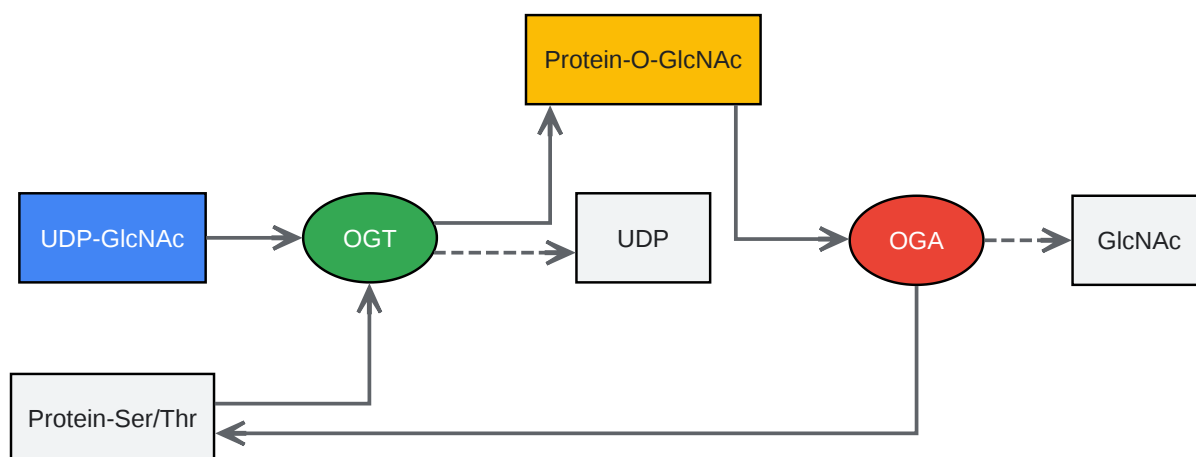 Protein-O-GlcNAc
UDP-GlcNAc
OGT
UDP
OGA
GlcNAc
Protein-Ser/Thr